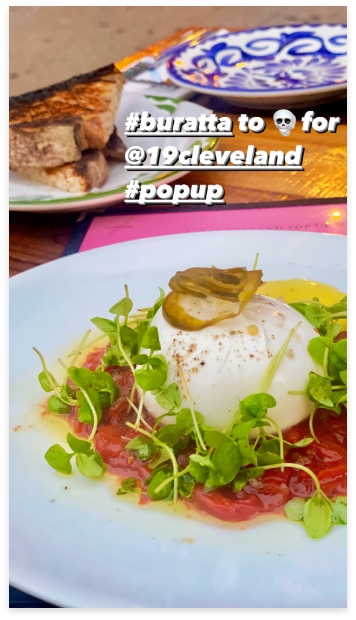 #buratta to 💀 for
@19cleveland
#popup